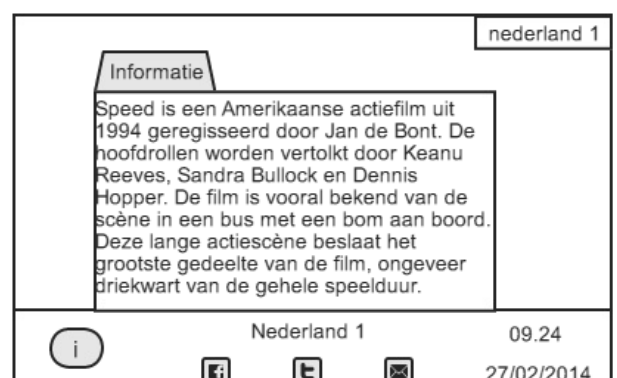 nederland 1
Informatie
Speed is een Amerikaanse actiefilm uit
1994 geregisseerd door Jan de Bont. De
hoofdrollen worden vertolkt door Keanu
Reeves, Sandra Bullock en Dennis
Hopper. De film is vooral bekend van de
scène in een bus met een bom aan boord.
Deze lange actiescène beslaat het
grootste gedeelte van de film, ongeveer
driekwart van de gehele speelduur.
Nederland 1
09.24
i
27/02/2014